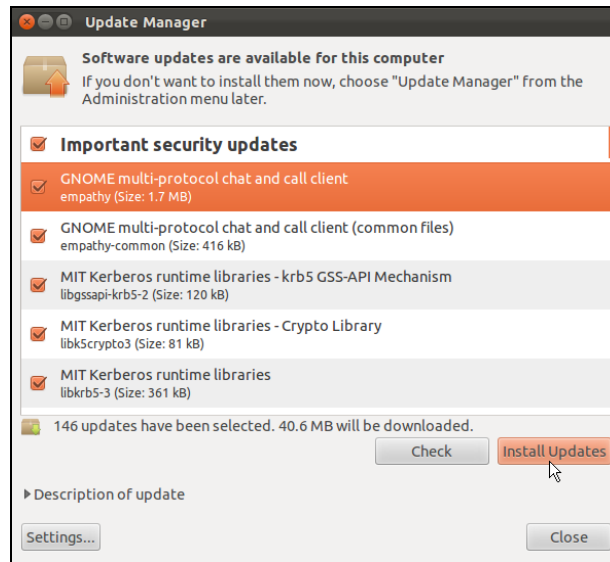 Update Manager
Software updates are available for this computer
If you don't want to install them now, choose "Update Manager" from the
Administration menu later.
Important security updates
GNOME multi-protocol chat and call client
empathy (Size: 1.7 MB)
GNOME multi-protocol chat and call client (common files)
empathy-common (Size: 416 kB)
MIT Kerberos runtime libraries - krb5 GSS-API Mechanism
libgssapi-krb5-2 (Size: 120 kB)
MIT Kerberos runtime libraries - Crypto Library
libk5crypto3 (Size: 81 kB)
MIT Kerberos runtime libraries
libkrb5-3 (Size: 361 kB)
146 updates have been selected. 40.6 MB will be downloaded.
Check Install Updates
Description of update
Settings... Close